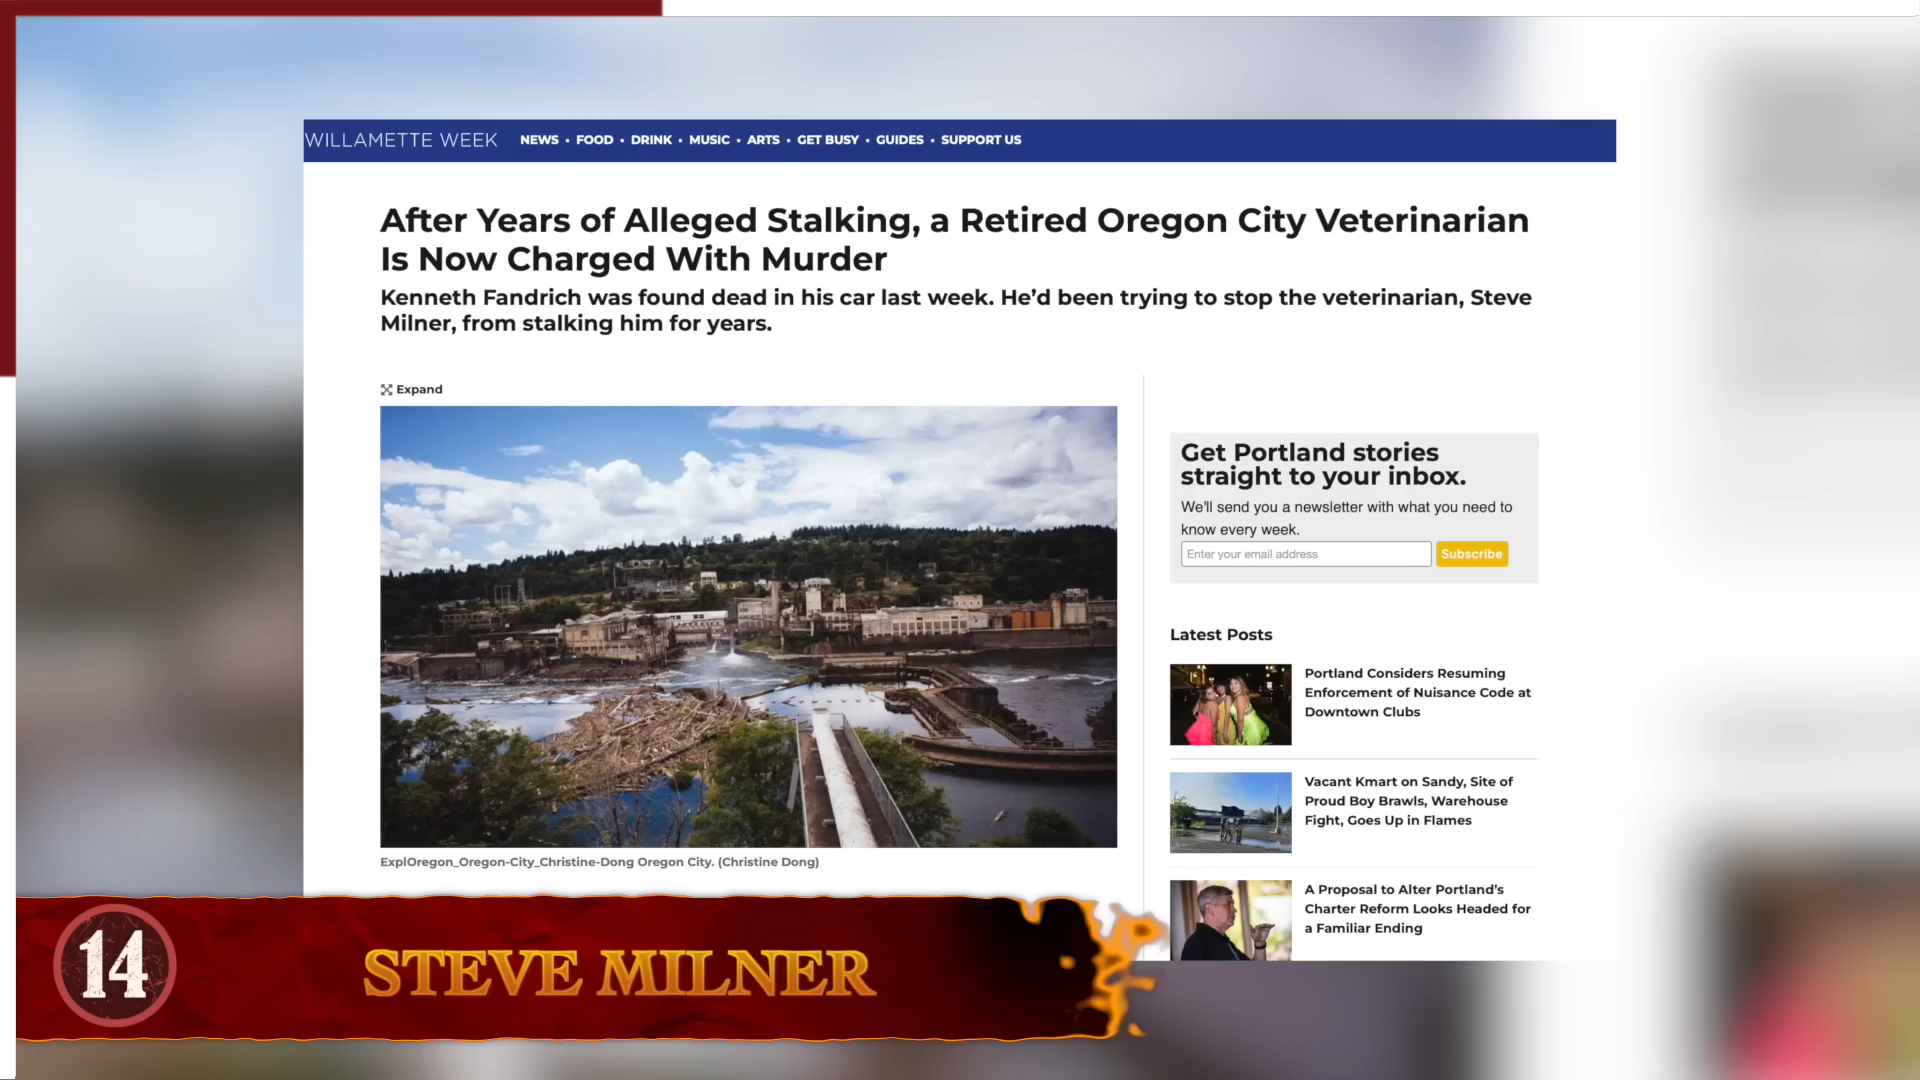 WILLAMETTE WEEK NEWS • FOOD • DRINK • MUSIC • ARTS • GET BUSY • GUIDES • SUPPORT US
After Years of Alleged Stalking, a Retired Oregon City Veterinarian
Is Now Charged With Murder
Kenneth Fandrich was found dead in his car last week. He’d been trying to stop the veterinarian, Steve
Milner, from stalking him for years.
Expand
ExplOregon_Oregon-City_Christine-Dong Oregon City. (Christine Dong)
Get Portland stories
straight to your inbox.
We'll send you a newsletter with what you need to
know every week.
Enter your email address
Subscribe
Latest Posts
Portland Considers Resuming
Enforcement of Nuisance Code at
Downtown Clubs
Vacant Kmart on Sandy, Site of
Proud Boy Brawls, Warehouse
Fight, Goes Up in Flames
A Proposal to Alter Portland’s
Charter Reform Looks Headed for
a Familiar Ending
14
STEVE MILNER